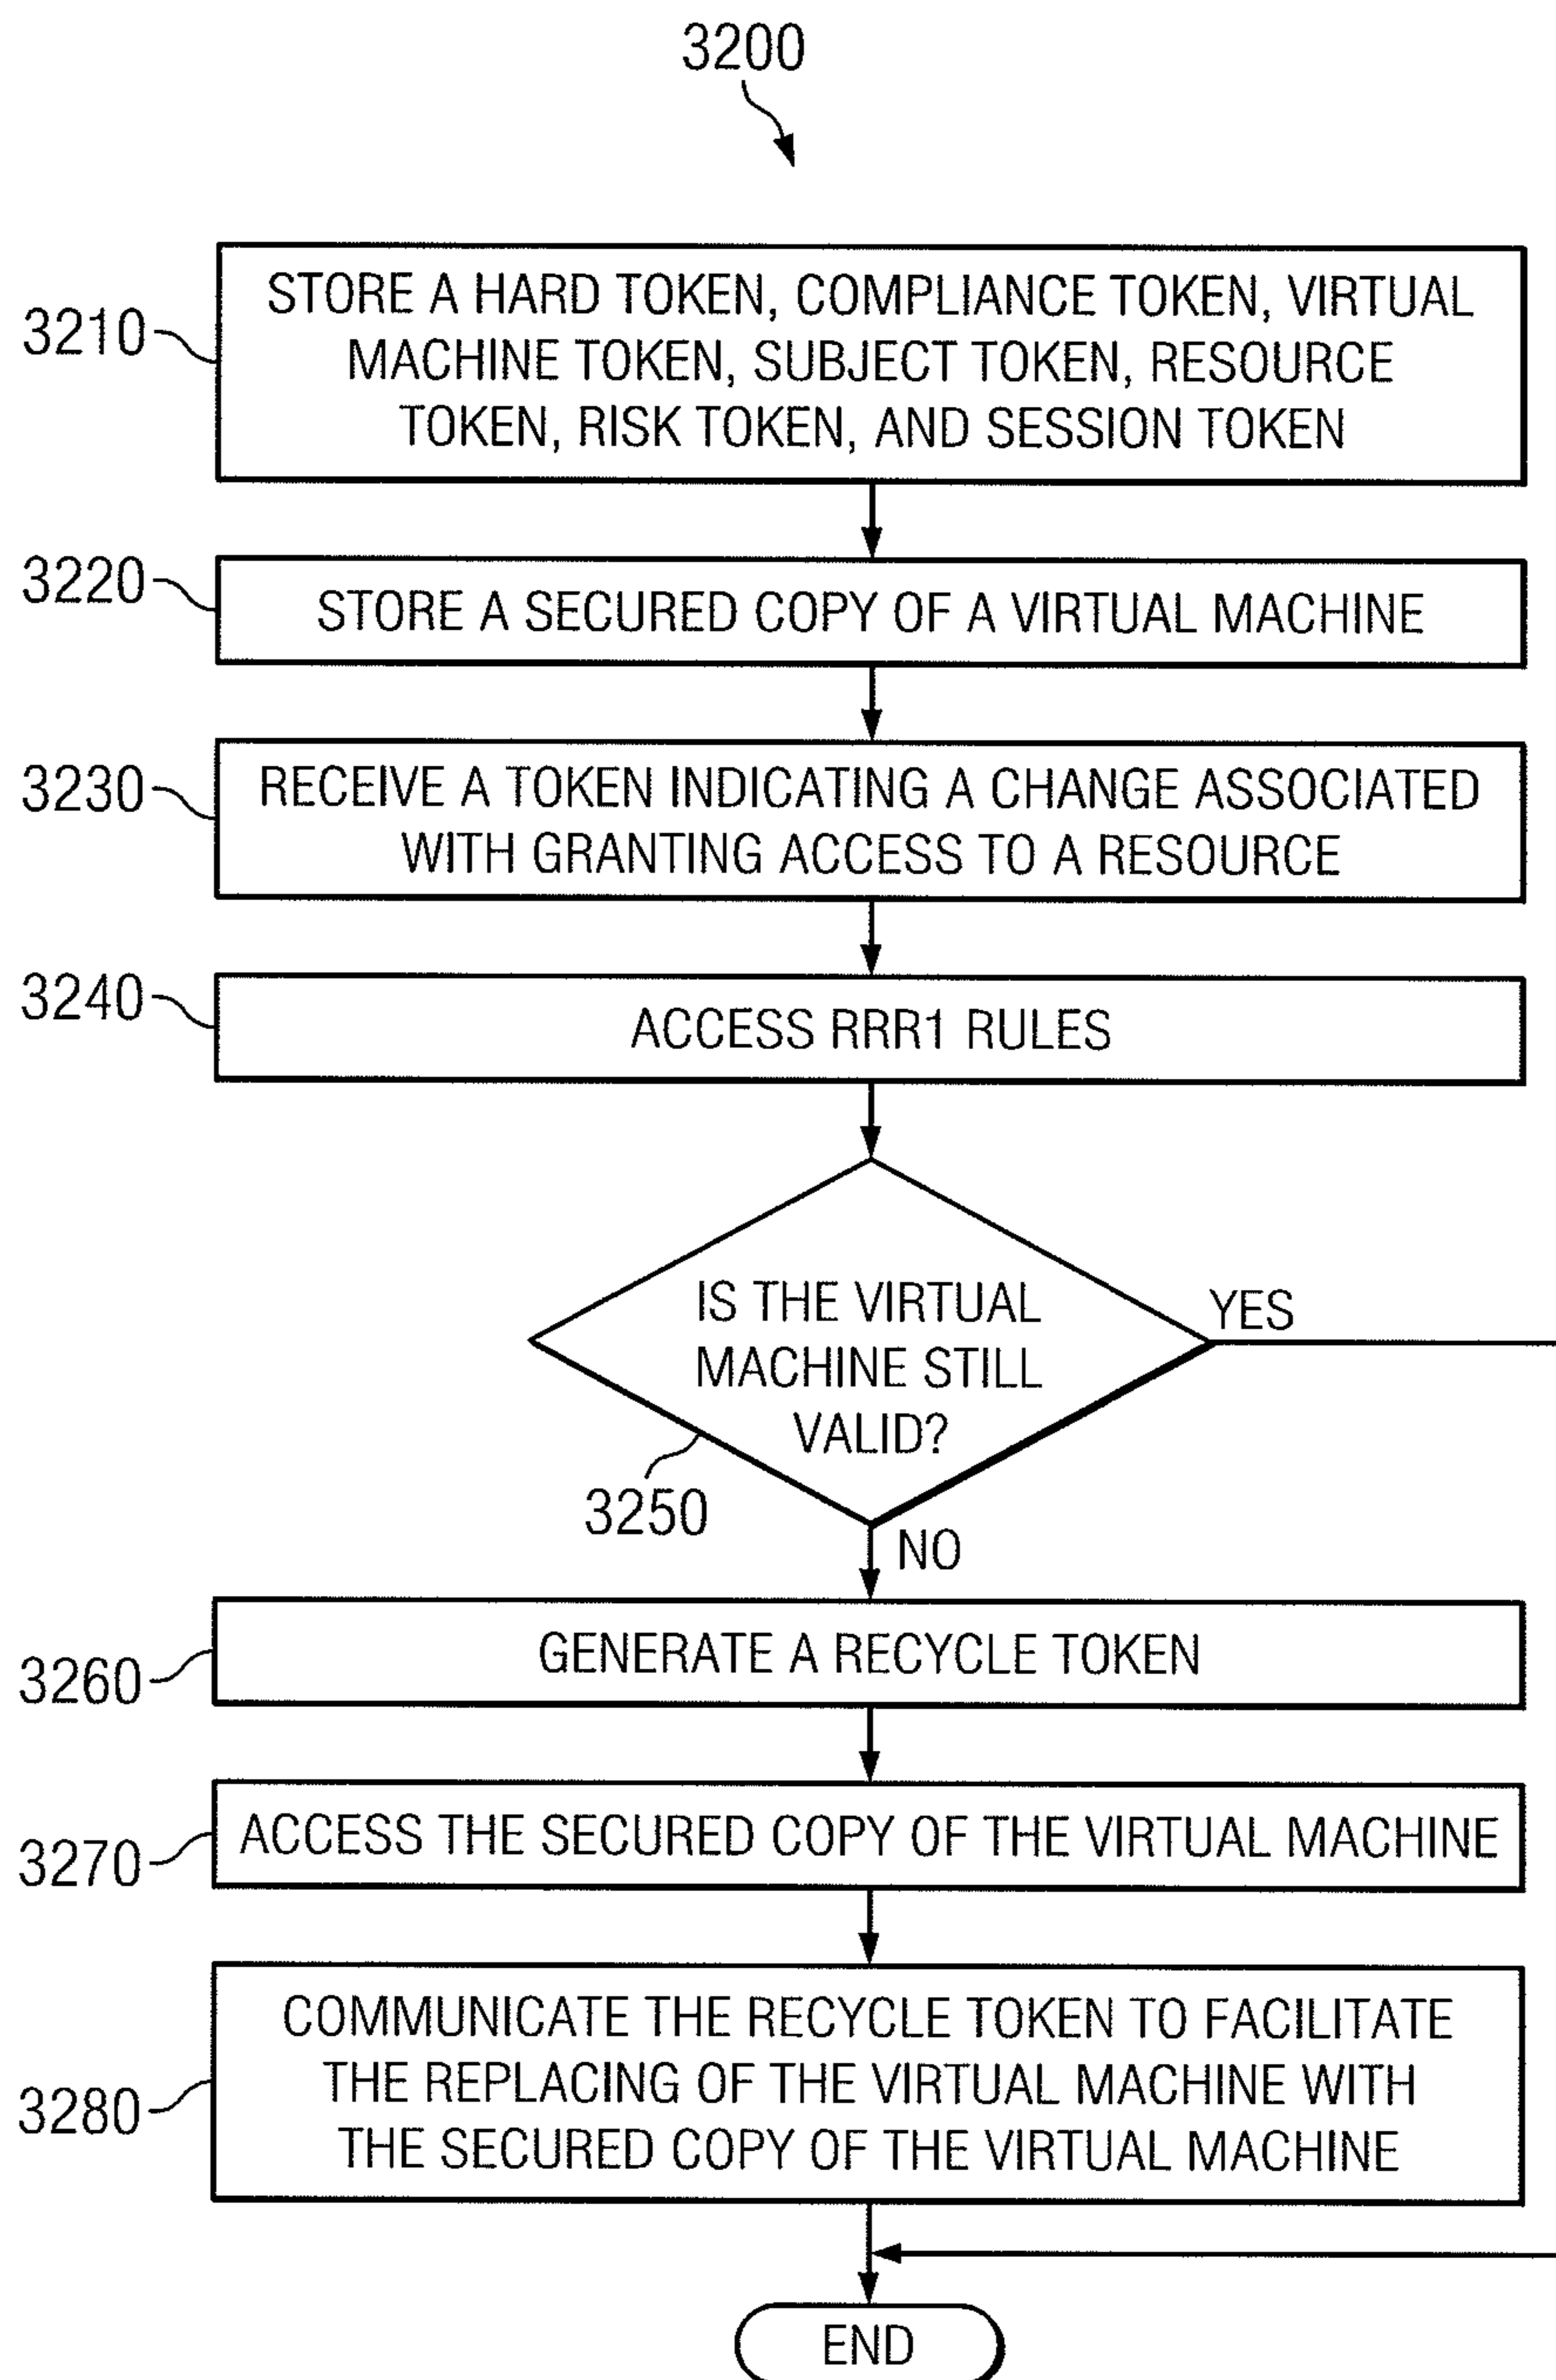 3200
3210
STORE A HARD TOKEN, COMPLIANCE TOKEN, VIRTUAL
MACHINE TOKEN, SUBJECT TOKEN, RESOURCE
TOKEN, RISK TOKEN, AND SESSION TOKEN
3220
STORE A SECURED COPY OF A VIRTUAL MACHINE
3230
RECEIVE A TOKEN INDICATING A CHANGE ASSOCIATED
WITH GRANTING ACCESS TO A RESOURCE
3240
ACCESS RRR1 RULES
IS THE VIRTUAL
MACHINE STILL
VALID?
YES
3250
NO
3260
GENERATE A RECYCLE TOKEN
3270
ACCESS THE SECURED COPY OF THE VIRTUAL MACHINE
3280
COMMUNICATE THE RECYCLE TOKEN TO FACILITATE
THE REPLACING OF THE VIRTUAL MACHINE WITH
THE SECURED COPY OF THE VIRTUAL MACHINE
END